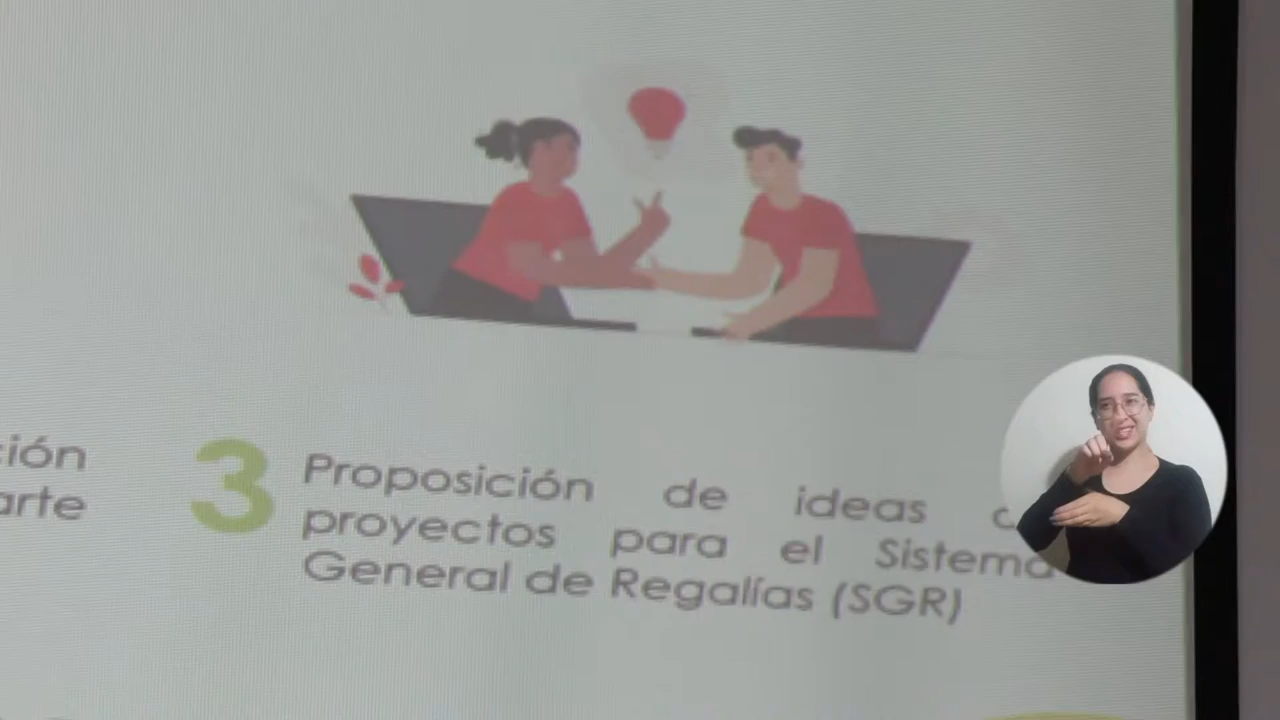 ción
arte
3
Proposición de ideas
proyectos para el Sistema
General de Regalías (SGR)